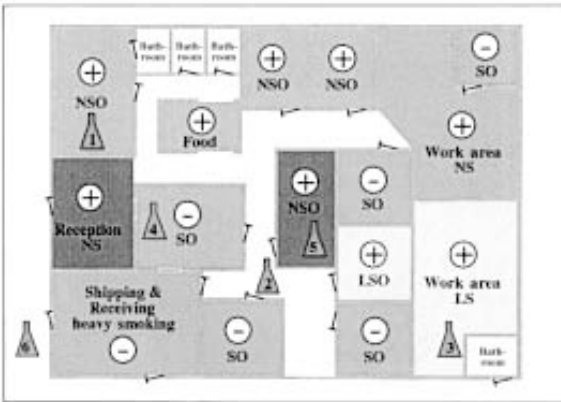 Bath-
room
Bath-
room
Bath-
room
+
NSO
1
+
NSO
+
NSO
−
SO
+
Food
+
Work area
NS
+
Reception
NS
4
−
SO
+
NSO
5
−
SO
2
+
LSO
+
Work area
LS
Shipping &
Receiving
heavy smoking
−
−
SO
−
SO
3
Bath-
room
6